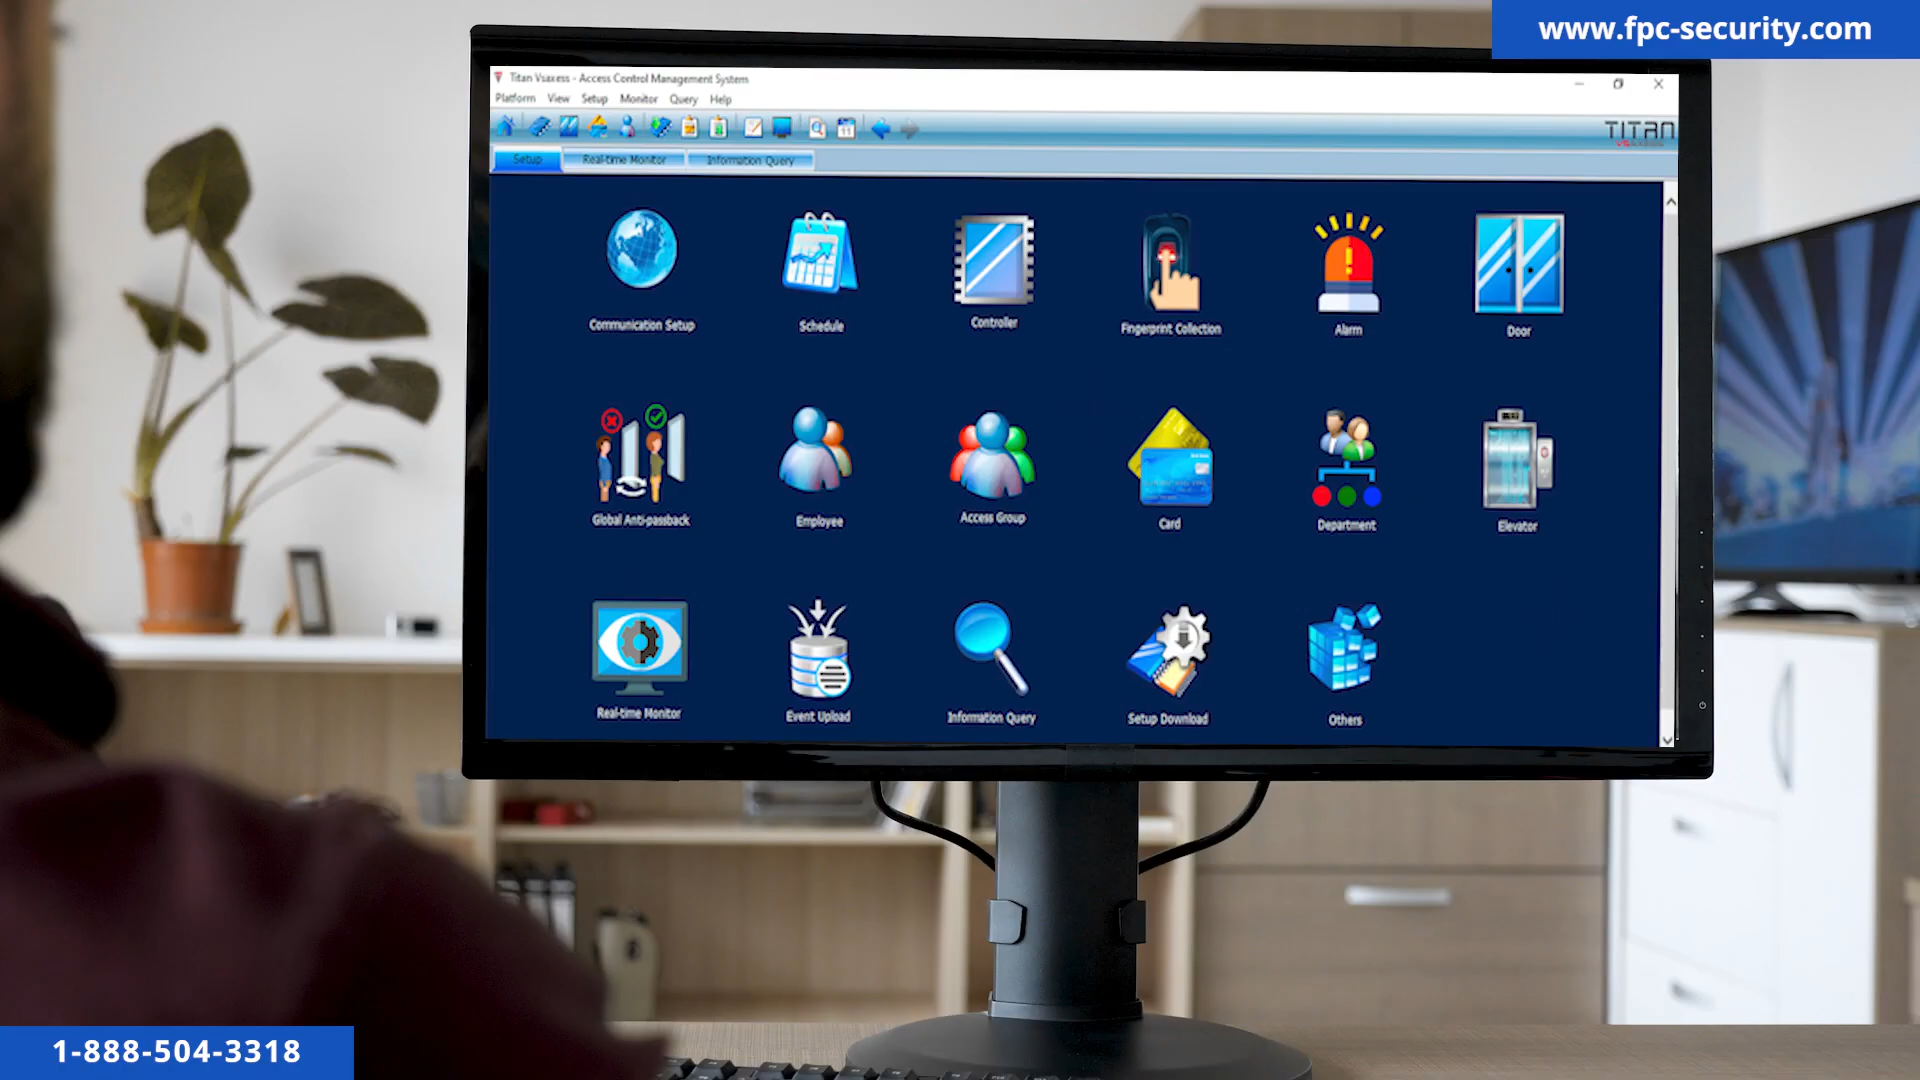 www.fpc-security.com
Titan Vsaxess - Access Control Management System
Platform View Setup Monitor Query Help
TITAN
Setup Real-time Monitor Information Query
Communication Setup Schedule Controller Fingerprint Collection Alarm Door
Global Anti-passback Employee Access Group Card Department Elevator
Real-time Monitor Event Upload Information Query Setup Download Others
1-888-504-3318